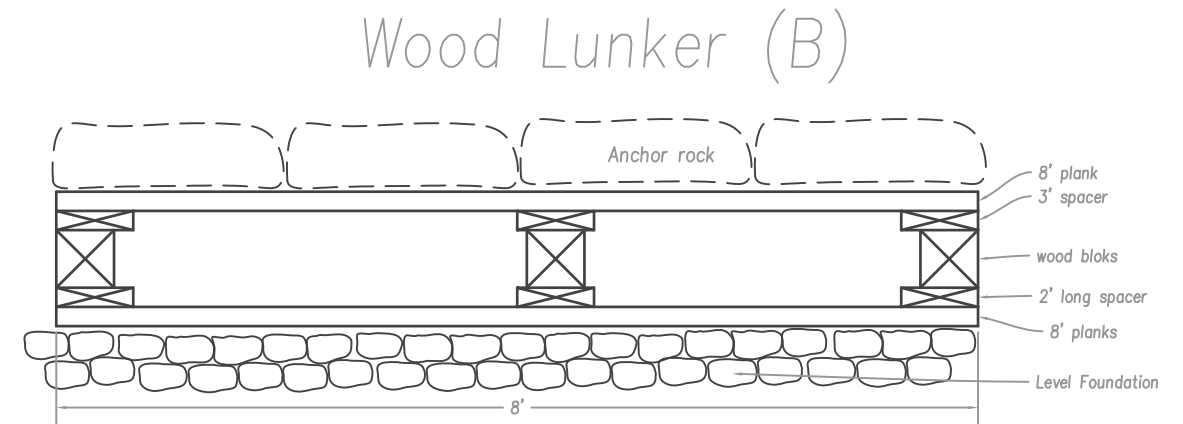 Wood Lunker (B)
Anchor rock
8' plank
3' spacer
wood bloks
2' long spacer
8' planks
Level Foundation
8'